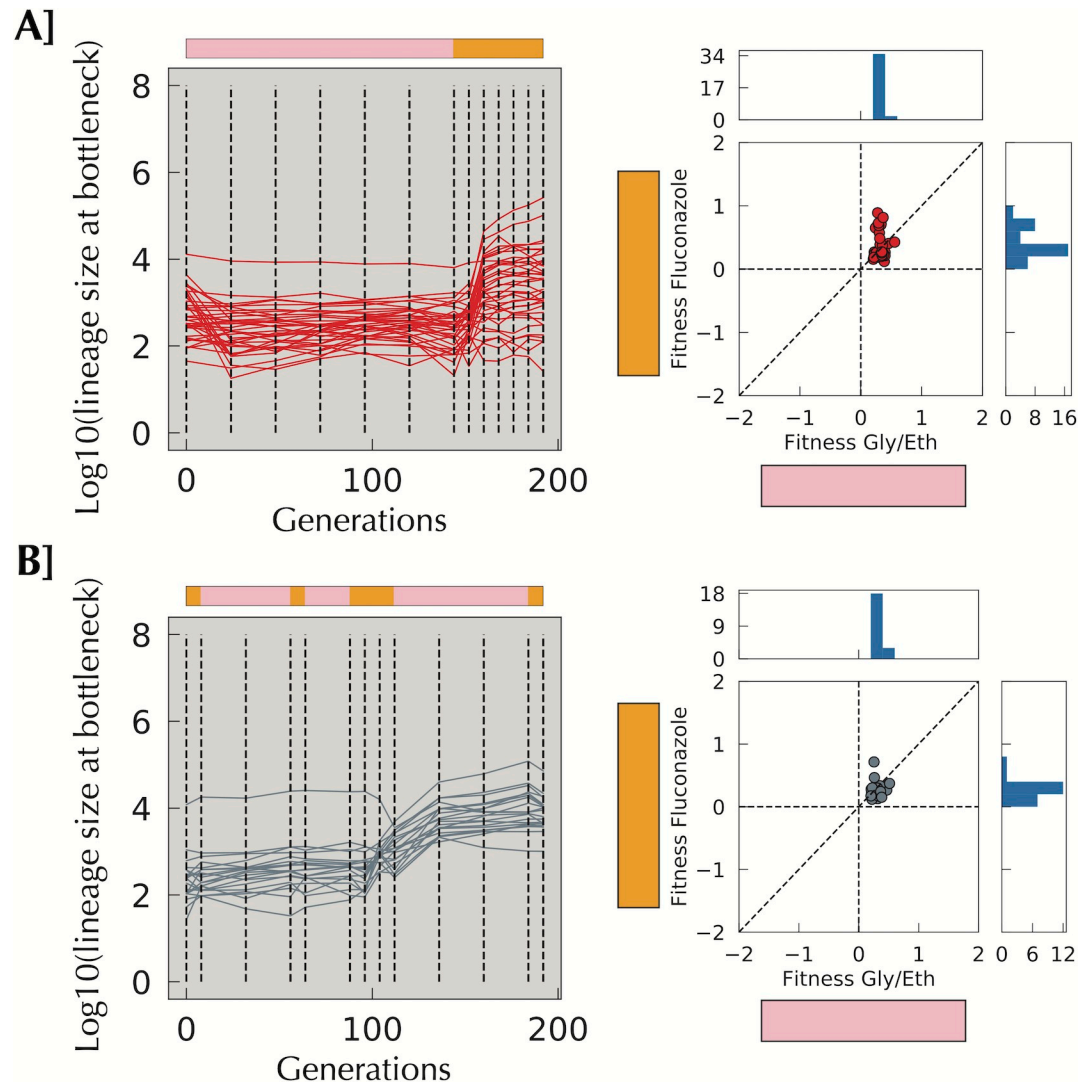 A]
Log10(lineage size at bottleneck)
8
6
4
2
0
0 100 200
Generations
34
17
0
Fitness Fluconazole
2
1
0
−1
−2
−2 −1 0 1 2
Fitness Gly/Eth
0 8 16
B]
Log10(lineage size at bottleneck)
8
6
4
2
0
0 100 200
Generations
18
9
0
Fitness Fluconazole
2
1
0
−1
−2
−2 −1 0 1 2
Fitness Gly/Eth
0 6 12